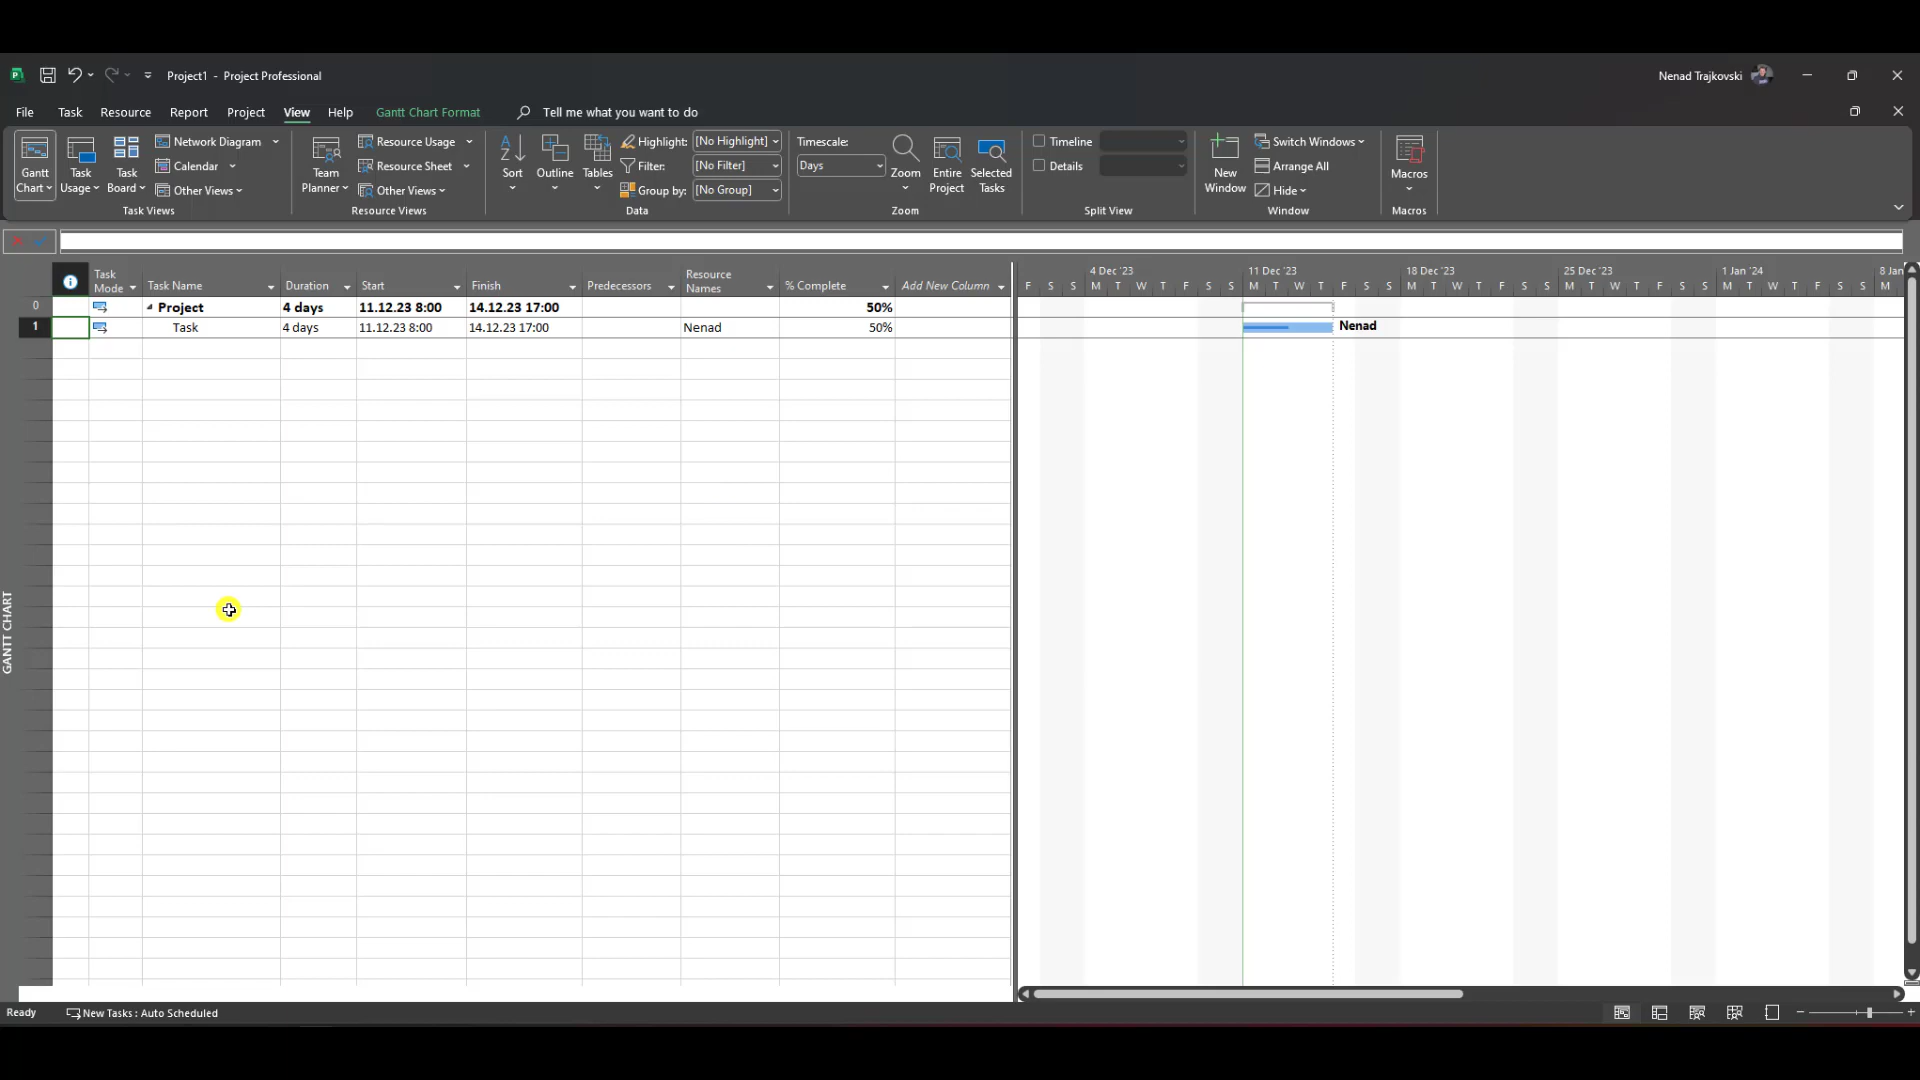 Project1 - Project Professional
Nenad Trajkovski
File Task Resource Report Project View Help Gantt Chart Format Tell me what you want to do
Gantt Chart
Task Usage
Task Board
Network Diagram
Calendar
Other Views
Task Views
Team Planner
Resource Usage
Resource Sheet
Other Views
Resource Views
Sort
Outline
Tables
Highlight: [No Highlight]
Filter: [No Filter]
Group by: [No Group]
Data
Timescale:
Days
Zoom
Entire Project
Selected Tasks
Zoom
Timeline
Details
Split View
New Window
Switch Windows
Arrange All
Hide
Window
Macros
Macros
Task Mode Task Name Duration Start Finish Predecessors Resource Names % Complete Add New Column
4 Dec '23 11 Dec '23 18 Dec '23 25 Dec '23 1 Jan '24 8 Jan
F S S M T W T F S S M T W T F S S M T W T F S S M T W T F S S M T W T F S S M
0 Project 4 days 11.12.23 8:00 14.12.23 17:00 50%
1 Task 4 days 11.12.23 8:00 14.12.23 17:00 Nenad 50% Nenad
GANTT CHART
Ready New Tasks : Auto Scheduled